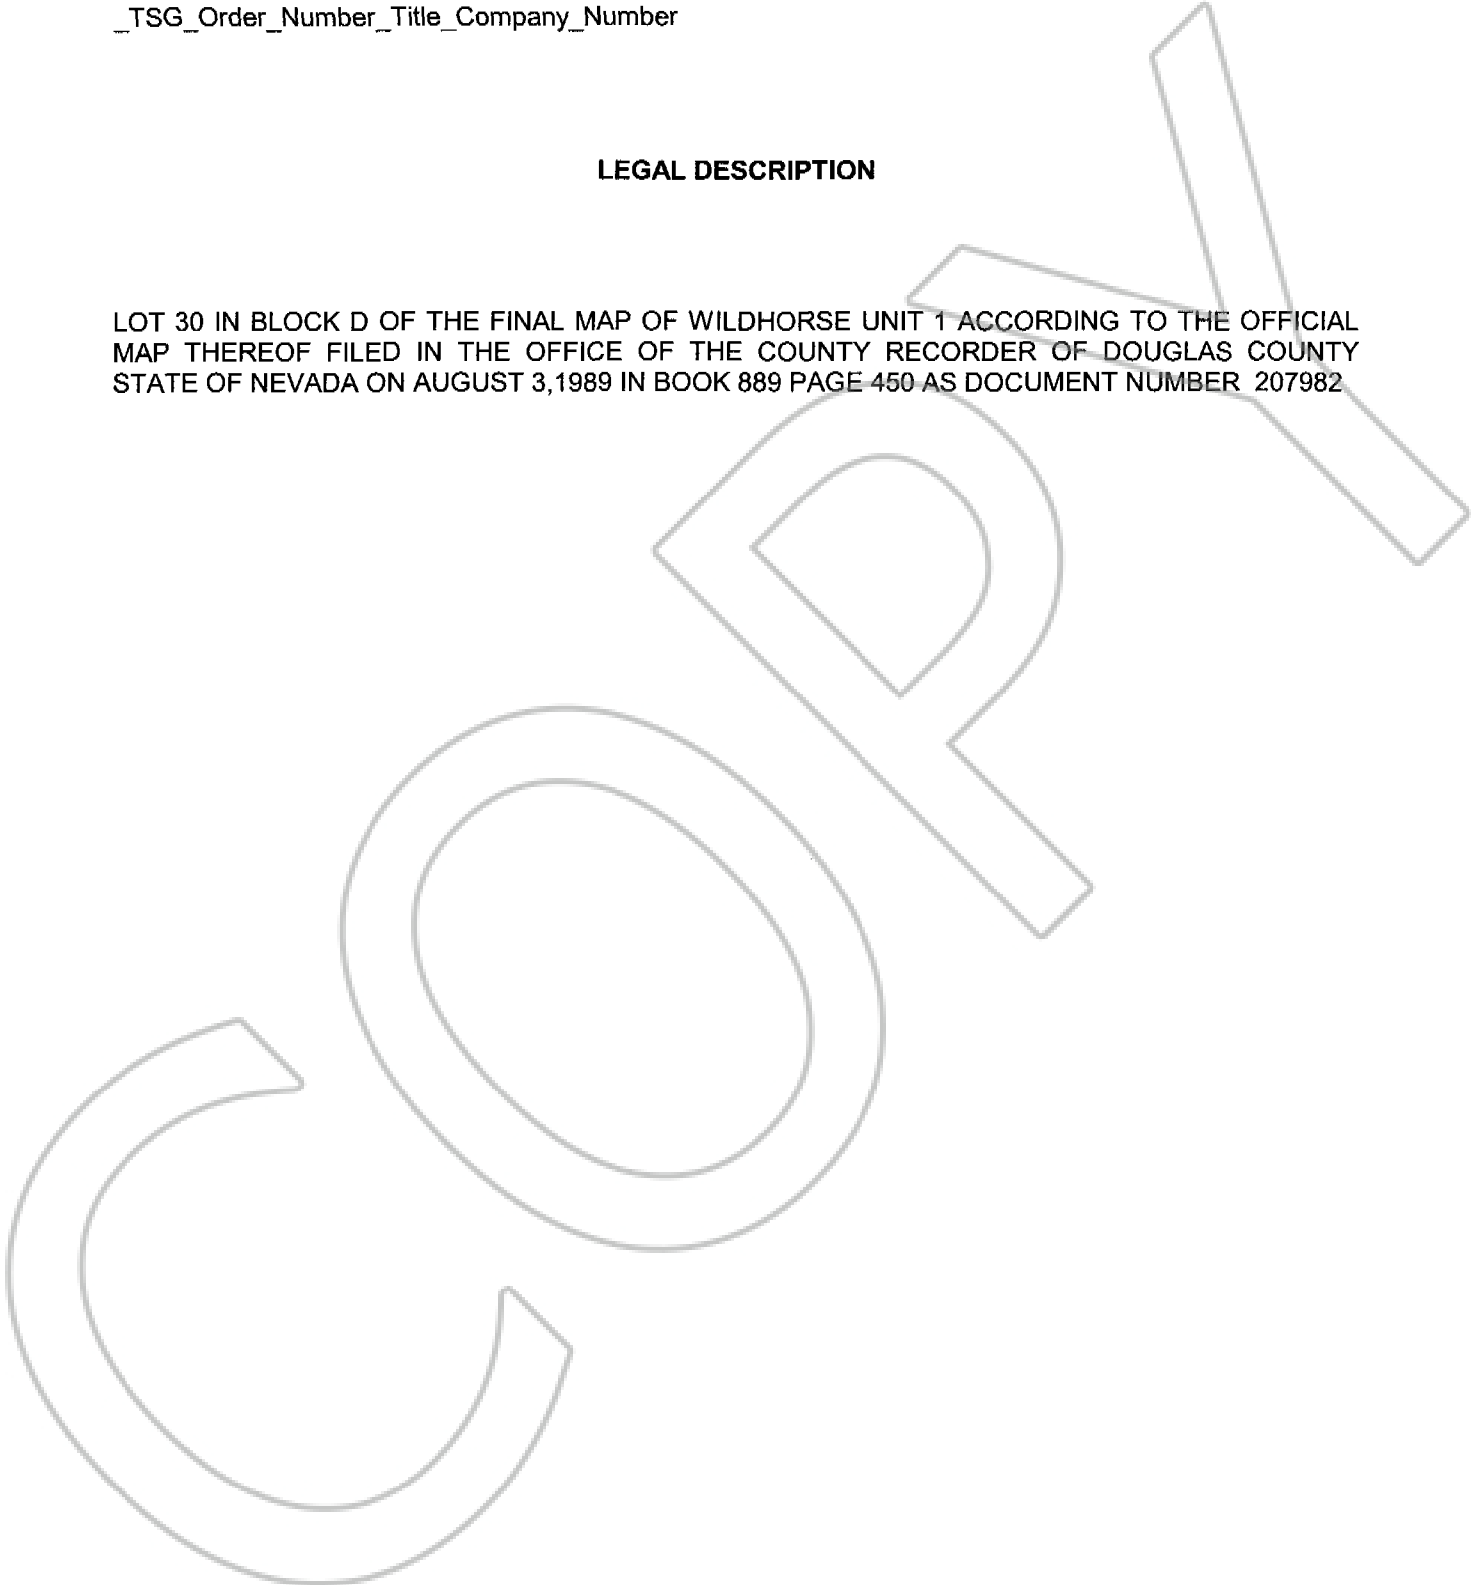 _TSG_Order_Number_Title_Company_Number
LEGAL DESCRIPTION
LOT 30 IN BLOCK D OF THE FINAL MAP OF WILDHORSE UNIT 1 ACCORDING TO THE OFFICIAL
MAP THEREOF FILED IN THE OFFICE OF THE COUNTY RECORDER OF DOUGLAS COUNTY
STATE OF NEVADA ON AUGUST 3,1989 IN BOOK 889 PAGE 450 AS DOCUMENT NUMBER 207982
COPY